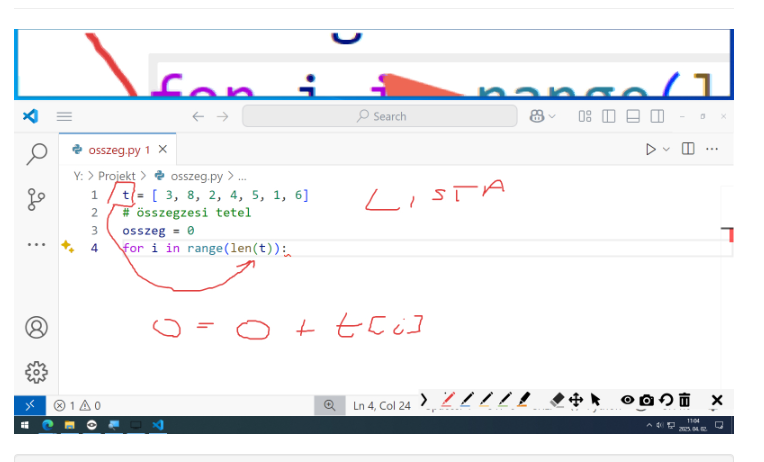 for i in range(l
Search
osszeg.py 1
Y: > Projekt > osszeg.py > ...
1 t = [ 3, 8, 2, 4, 5, 1, 6]
LISTA
2 # összegzesi tetel
3 osszeg = 0
4 for i in range(len(t)):
O = O + t[i]
1 0
Ln 4, Col 24
11:04
2025. 04. 02.